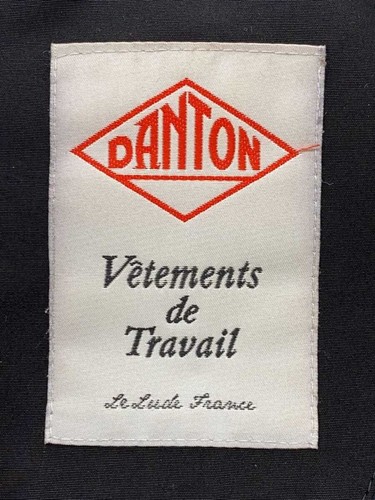 DANTON
Vêtements
de
Travail
Le Lude France